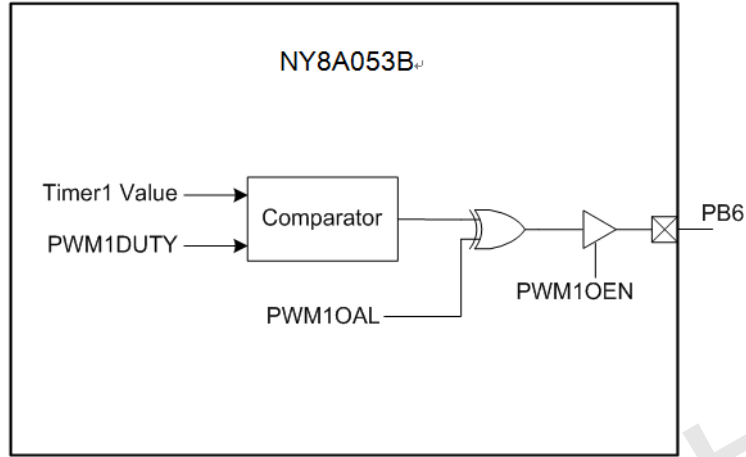 NY8A053B
Timer1 Value
Comparator
PWM1DUTY
PB6
PWM1OEN
PWM1OAL